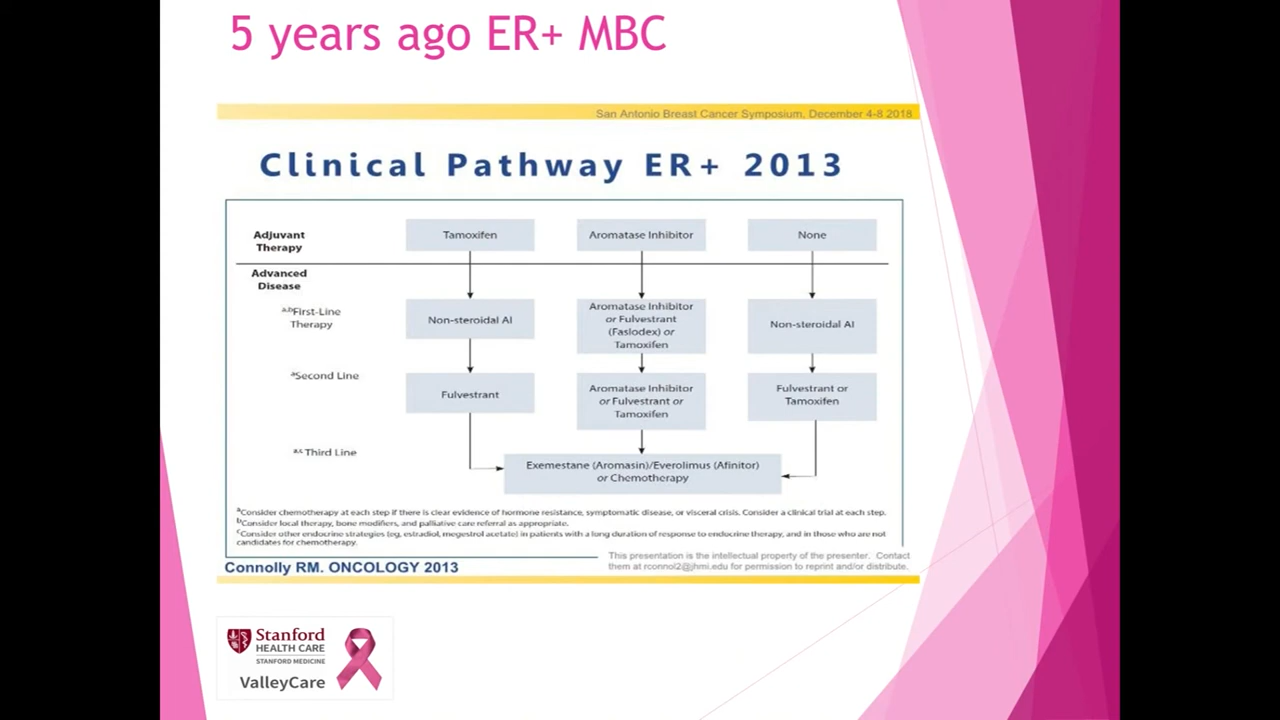 5 years ago ER+ MBC
San Antonio Breast Cancer Symposium, December 4-8 2018
Clinical Pathway ER+ 2013
Adjuvant
Therapy
Tamoxifen
Aromatase Inhibitor
None
Advanced
Disease
a,bFirst-Line
Therapy
Non-steroidal AI
Aromatase Inhibitor
or Fulvestrant
(Faslodex) or
Tamoxifen
Non-steroidal AI
aSecond Line
Fulvestrant
Aromatase Inhibitor
or Fulvestrant or
Tamoxifen
Fulvestrant or
Tamoxifen
a,c Third Line
Exemestane (Aromasin)/Everolimus (Afinitor)
or Chemotherapy
aConsider chemotherapy at each step if there is clear evidence of hormone resistance, symptomatic disease, or visceral crisis. Consider a clinical trial at each step.
bConsider local therapy, bone modifiers, and palliative care referral as appropriate.
cConsider other endocrine strategies (eg, estradiol, megestrol acetate) in patients with a long duration of response to endocrine therapy, and in those who are not
candidates for chemotherapy.
This presentation is the intellectual property of the presenter. Contact
them at rconnol2@jhmi.edu for permission to reprint and/or distribute.
Connolly RM. ONCOLOGY 2013
Stanford
HEALTH CARE
STANFORD MEDICINE
ValleyCare